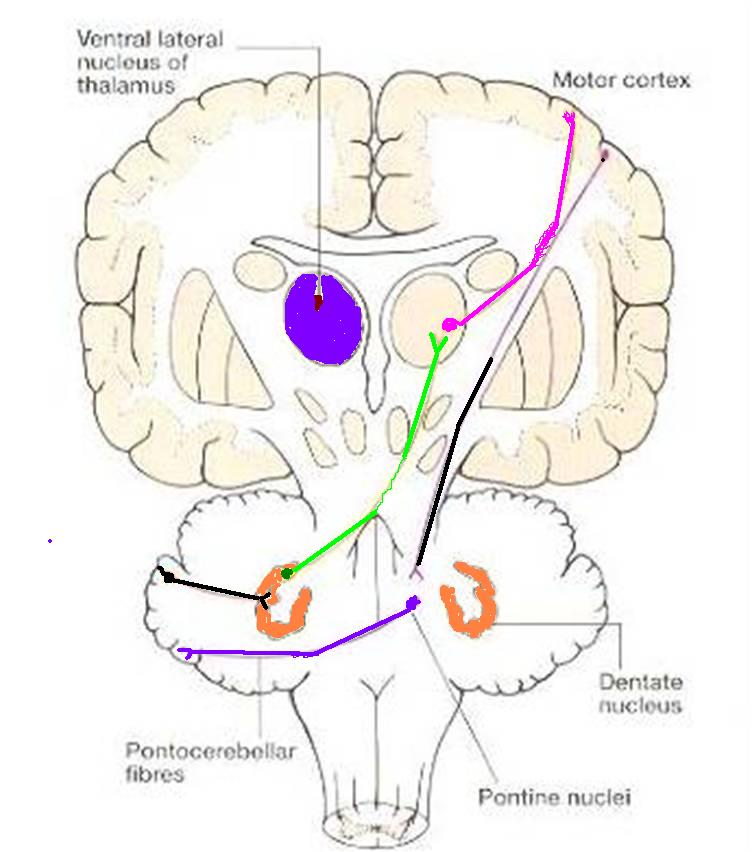 Ventral lateral
nucleus of
thalamus
Motor cortex
Dentate
nucleus
Pontocerebellar
fibres
Pontine nuclei